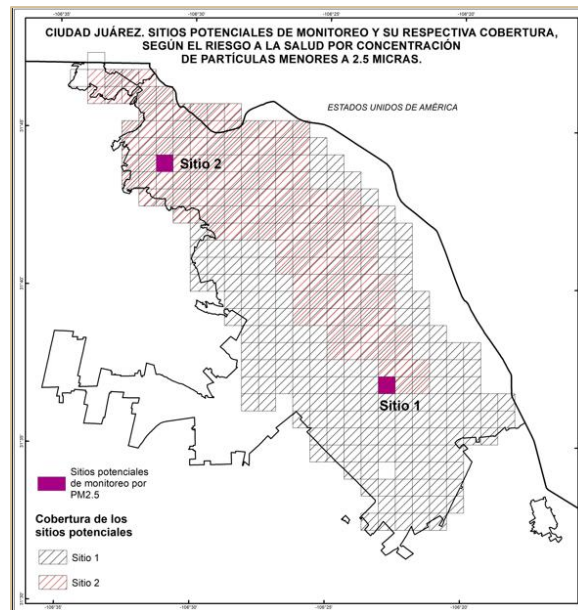 CIUDAD JUÁREZ. SITIOS POTENCIALES DE MONITOREO Y SU RESPECTIVA COBERTURA,
SEGÚN EL RIESGO A LA SALUD POR CONCENTRACIÓN
DE PARTÍCULAS MENORES A 2.5 MICRAS.
ESTADOS UNIDOS DE AMÉRICA
Sitio 2
Sitio 1
Sitios potenciales
de monitoreo por
PM2.5
Cobertura de los
sitios potenciales
Sitio 1
Sitio 2